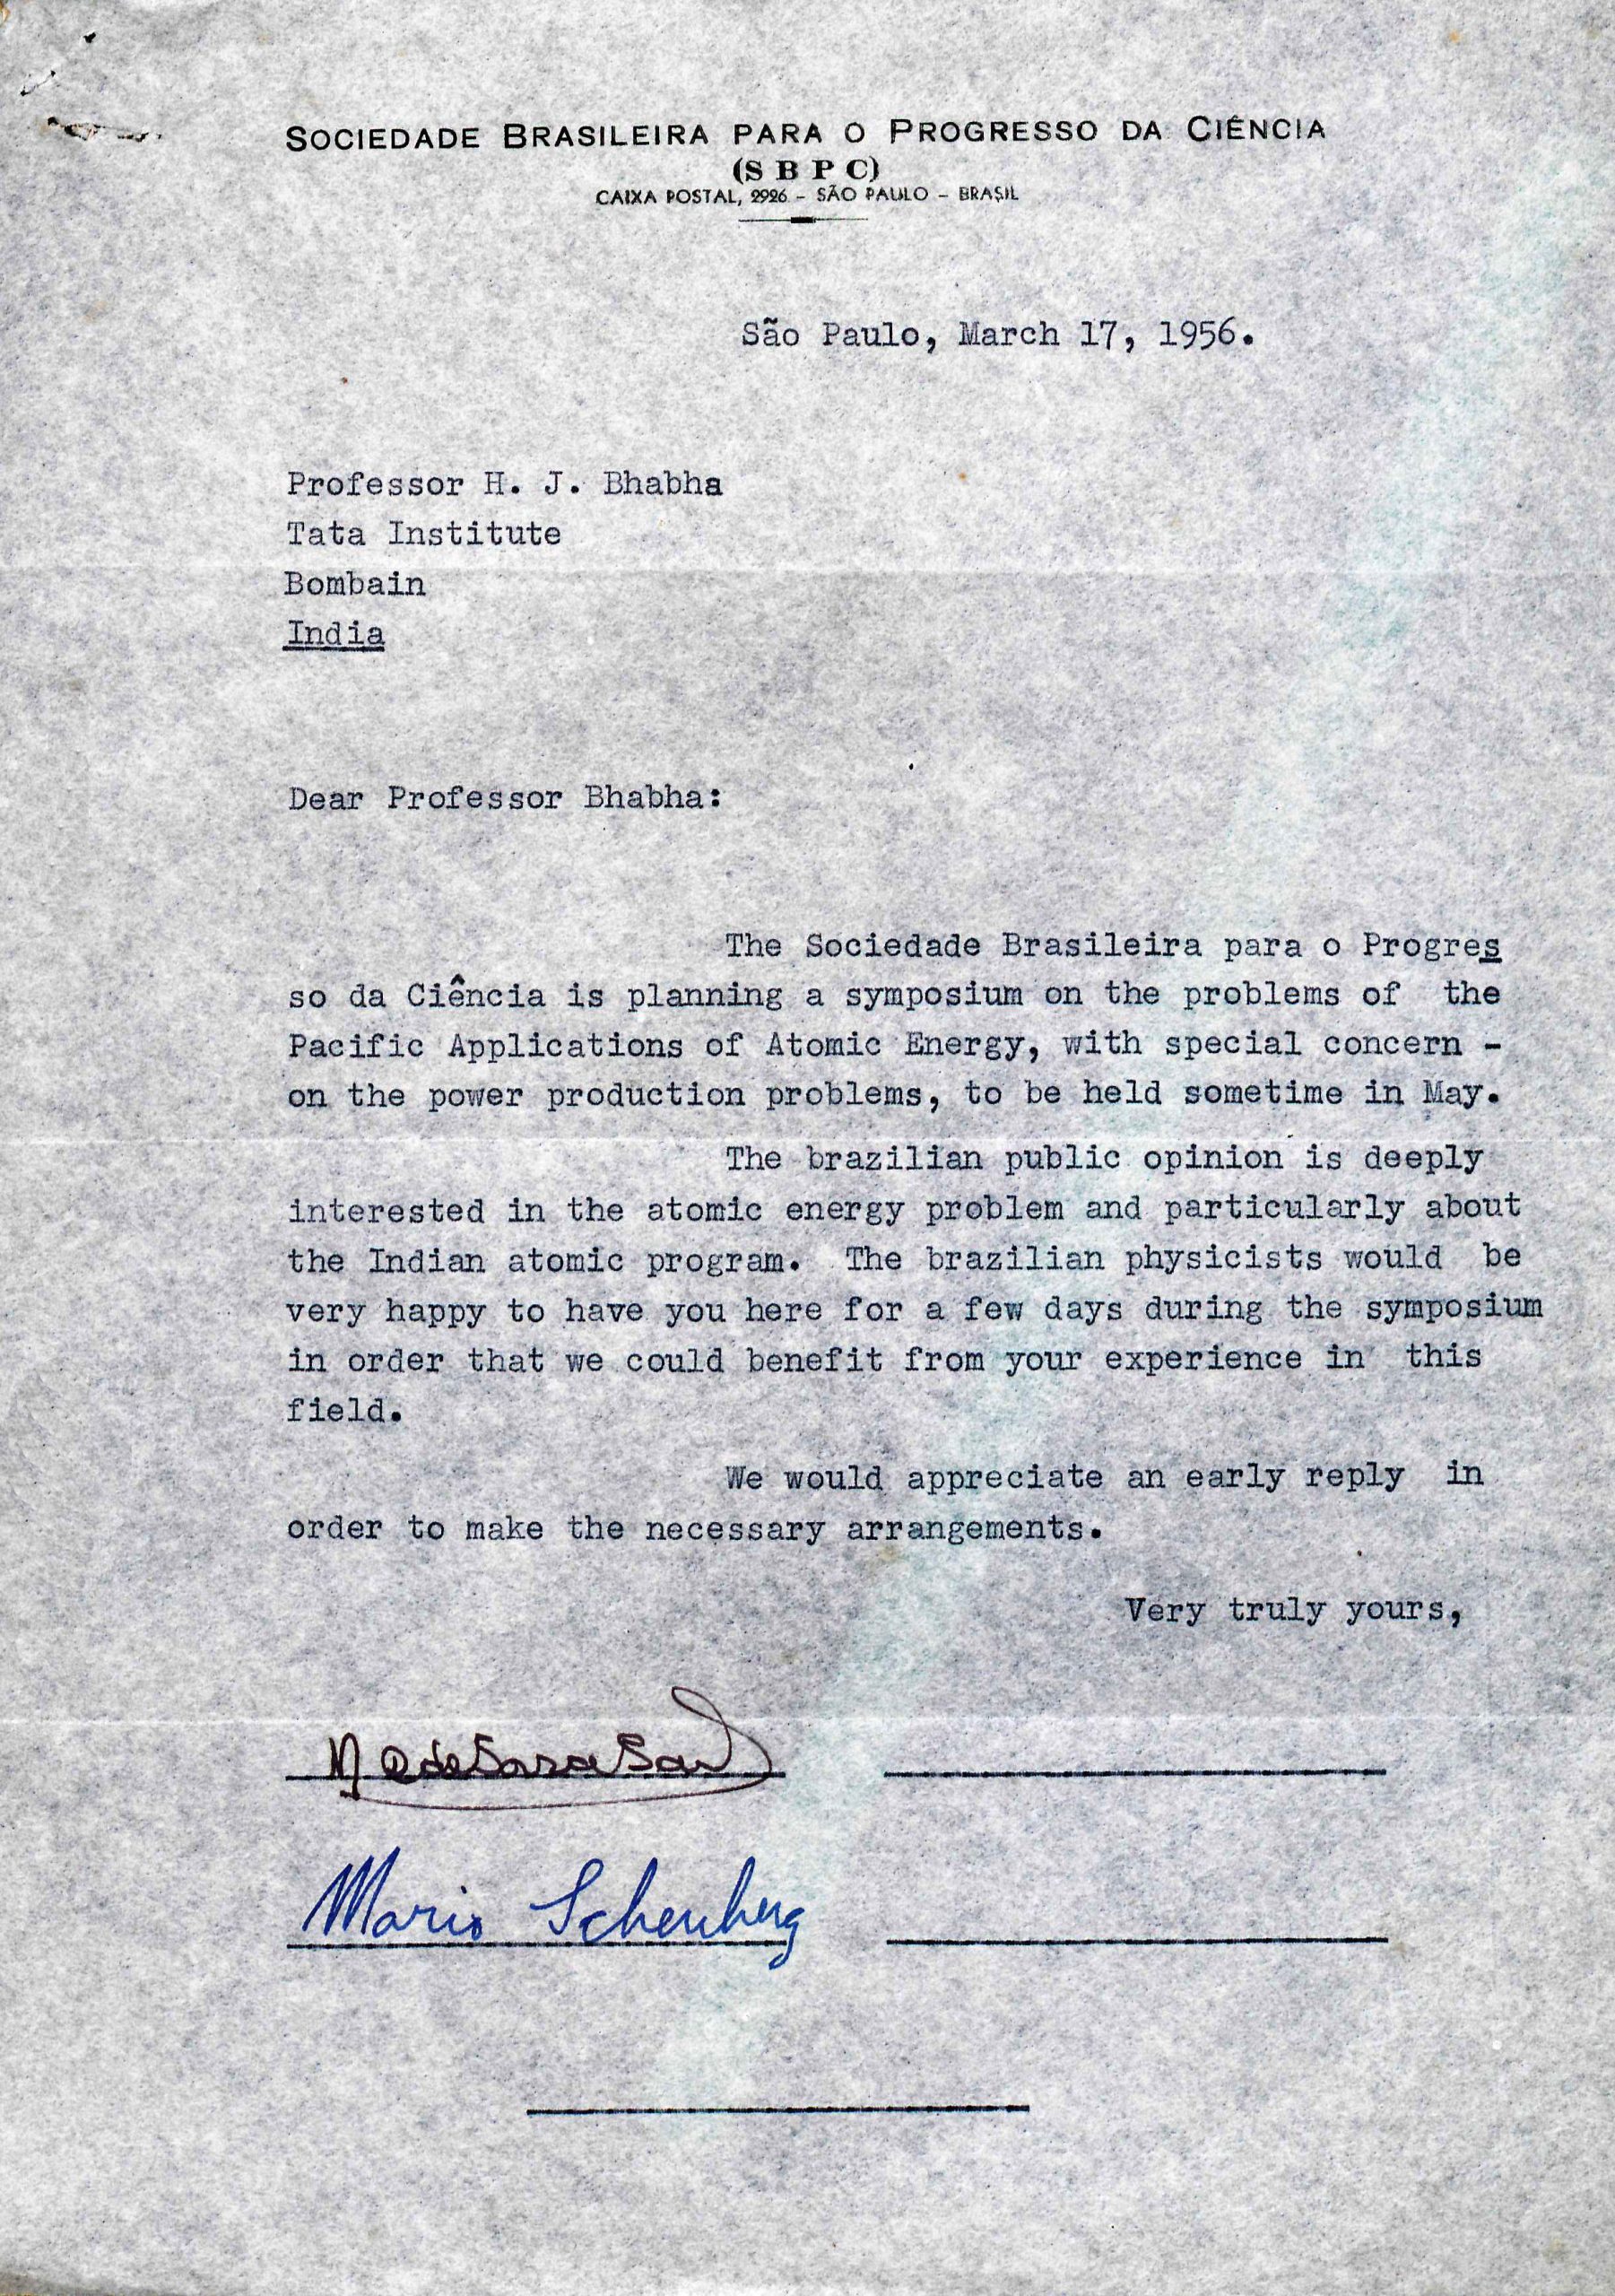 SOCIEDADE BRASILEIRA PARA O PROGRESSO DA CIÊNCIA
(S B P C)
CAIXA POSTAL, 2926 - SÃO PAULO - BRASIL
São Paulo, March 17, 1956.
Professor H. J. Bhabha
Tata Institute
Bombain
India
Dear Professor Bhabha:
The Sociedade Brasileira para o Progres
so da Ciência is planning a symposium on the problems of the
Pacific Applications of Atomic Energy, with special concern -
on the power production problems, to be held sometime in May.
The brazilian public opinion is deeply
interested in the atomic energy problem and particularly about
the Indian atomic program. The brazilian physicists would be
very happy to have you here for a few days during the symposium
in order that we could benefit from your experience in this
field.
We would appreciate an early reply in
order to make the necessary arrangements.
Very truly yours,
Mario Schenberg